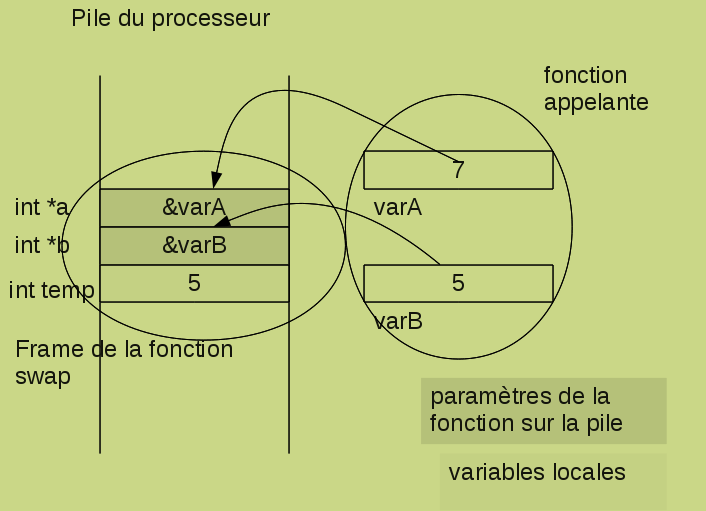 Pile du processeur
fonction
appelante
7
int *a
&varA
varA
int *b
&varB
int temp
5
5
varB
Frame de la fonction
swap
paramètres de la
fonction sur la pile
variables locales